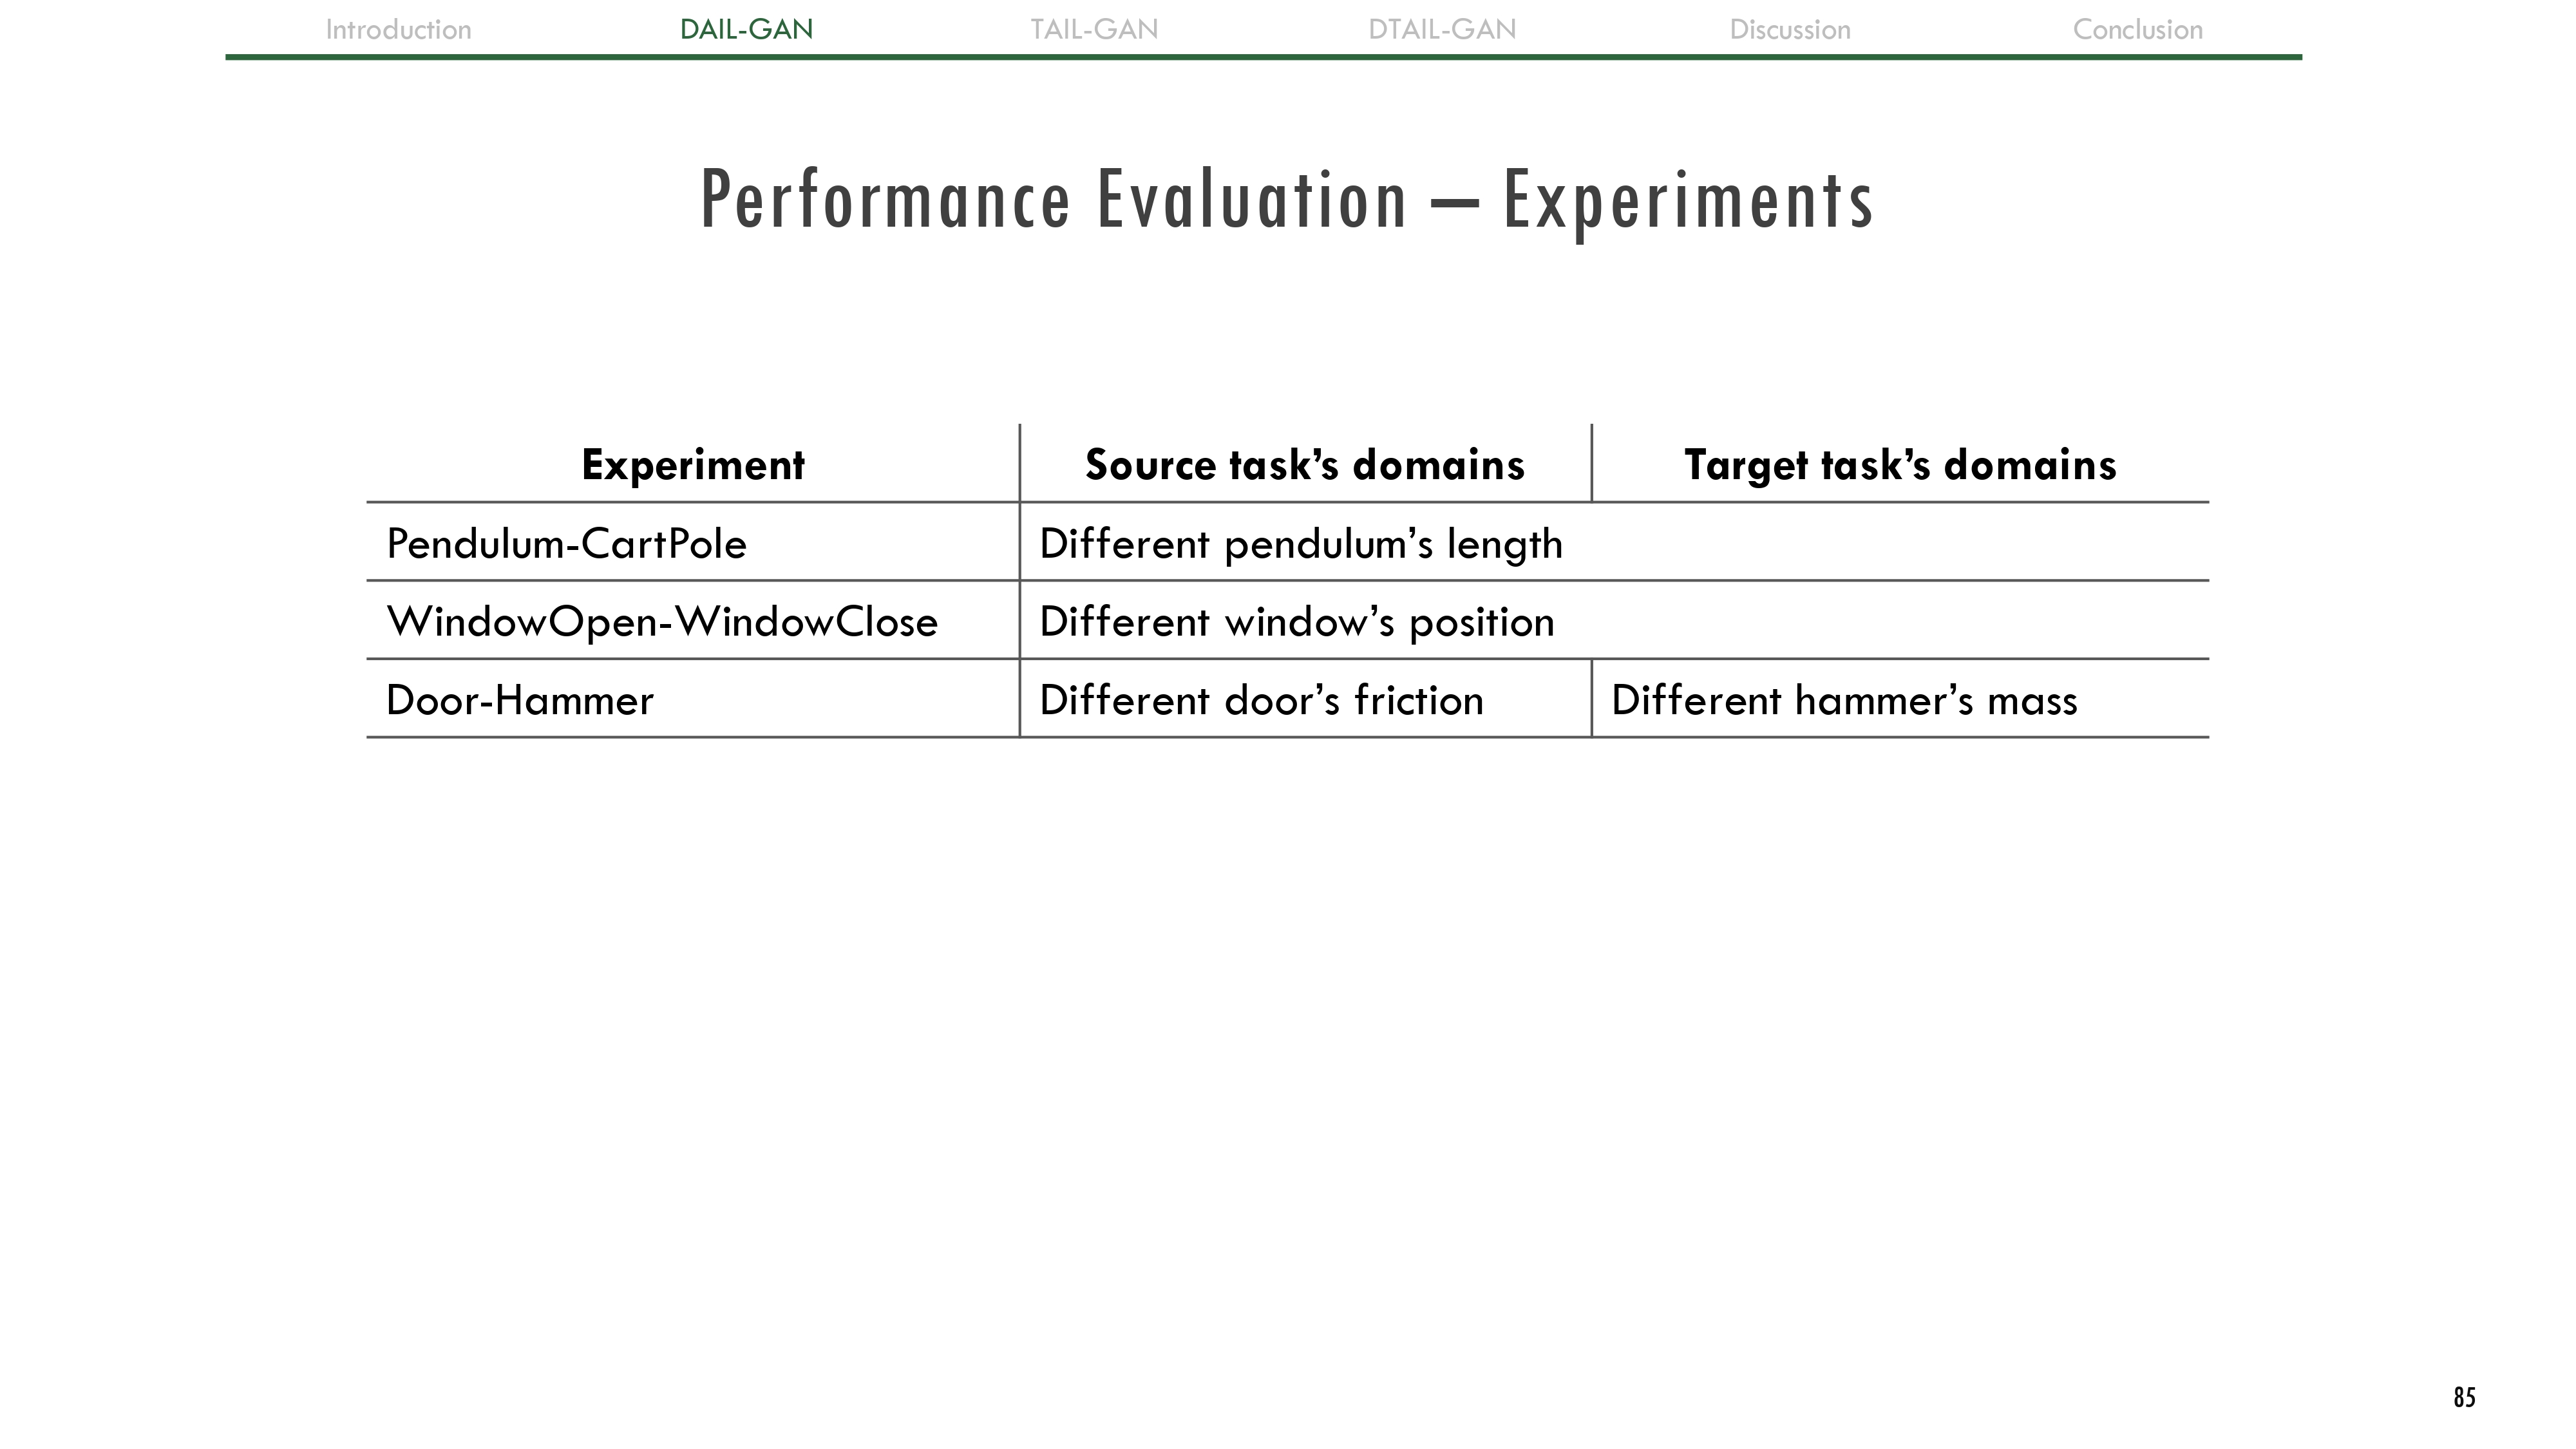 Introduction DAIL-GAN TAIL-GAN DTAIL-GAN Discussion Conclusion
Performance Evaluation – Experiments
Experiment Source task’s domains Target task’s domains
Pendulum-CartPole Different pendulum’s length
WindowOpen-WindowClose Different window’s position
Door-Hammer Different door’s friction Different hammer’s mass
85